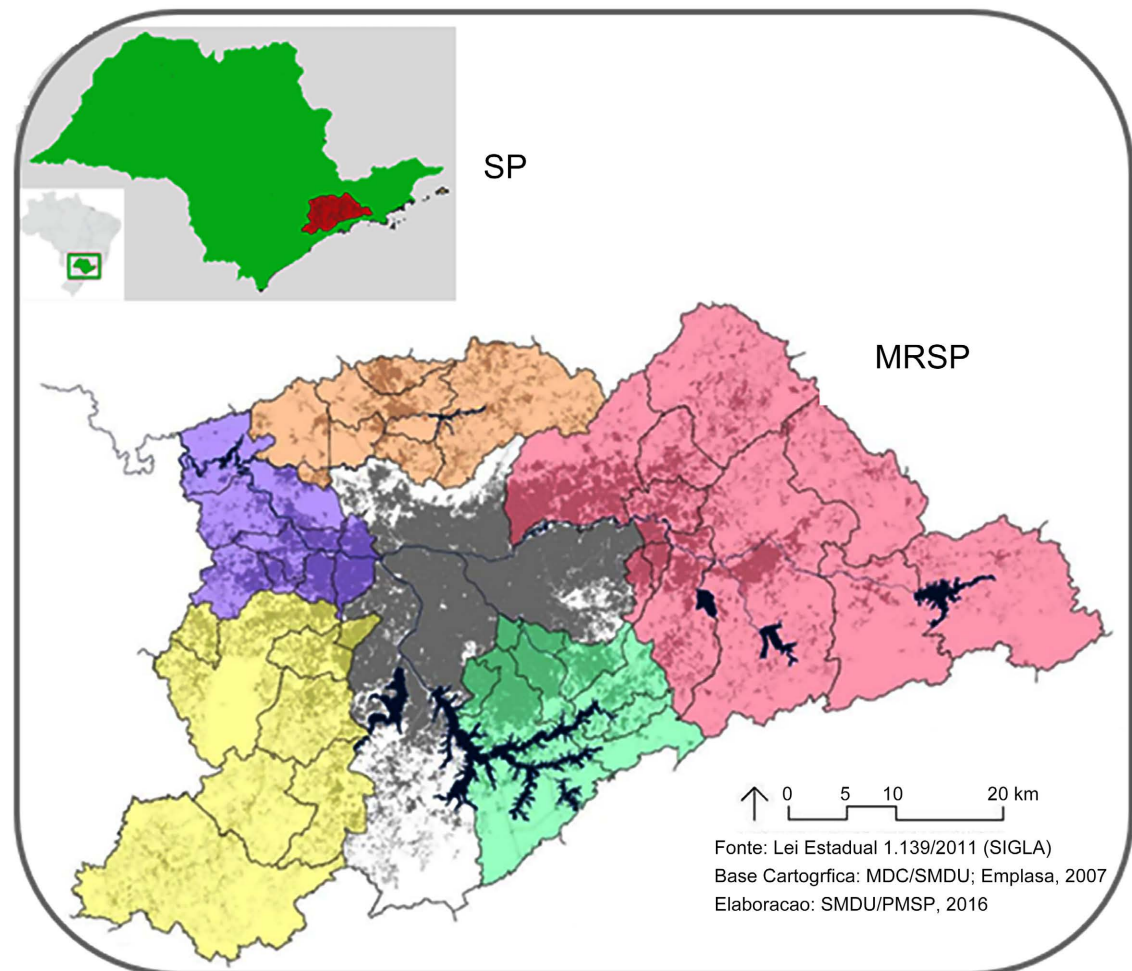 SP
MRSP
0 5 10 20 km
Fonte: Lei Estadual 1.139/2011 (SIGLA)
Base Cartogrfica: MDC/SMDU; Emplasa, 2007
Elaboracao: SMDU/PMSP, 2016